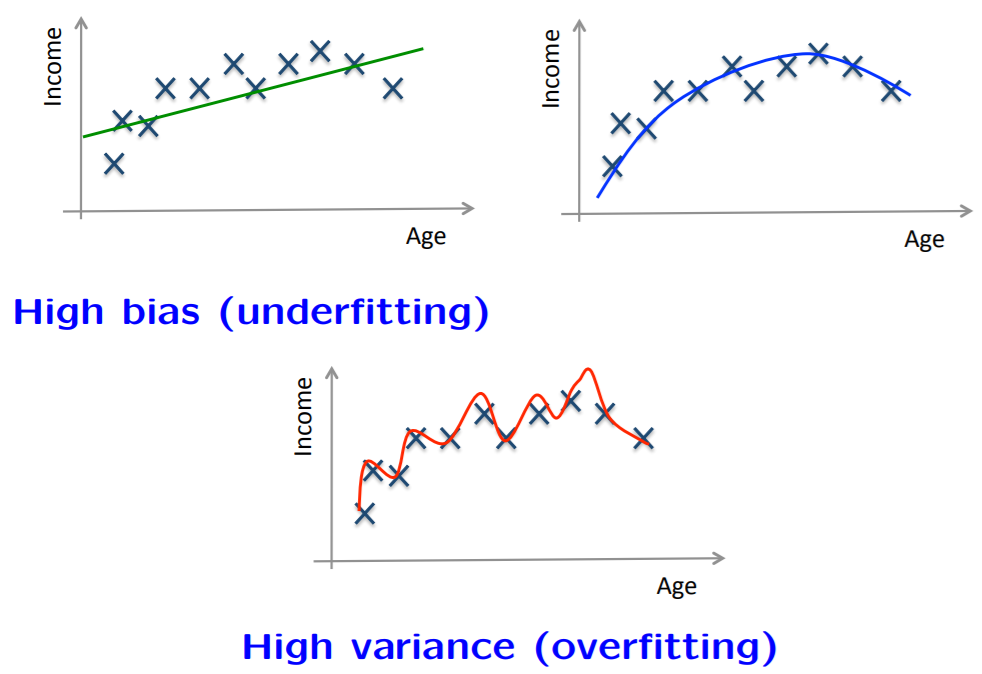 Income
Age
Income
Age
High bias (underfitting)
Income
Age
High variance (overfitting)